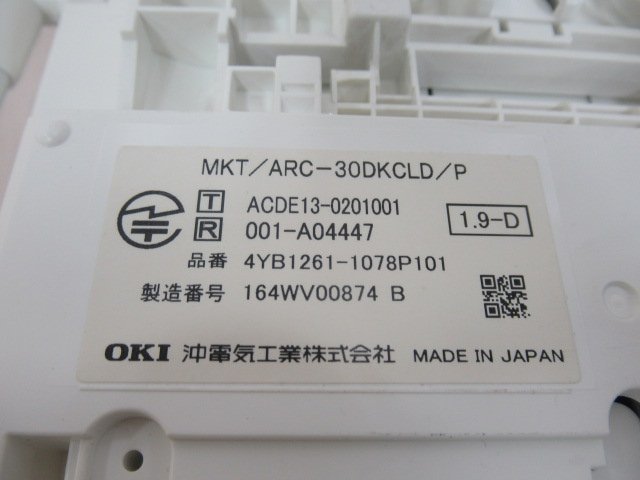 MKT/ARC-30DKCLD/P
T ACDE13-0201001
R 001-A04447
1.9-D
品番 4YB1261-1078P101
製造番号 164WV00874 B
OKI 沖電気工業株式会社 MADE IN JAPAN